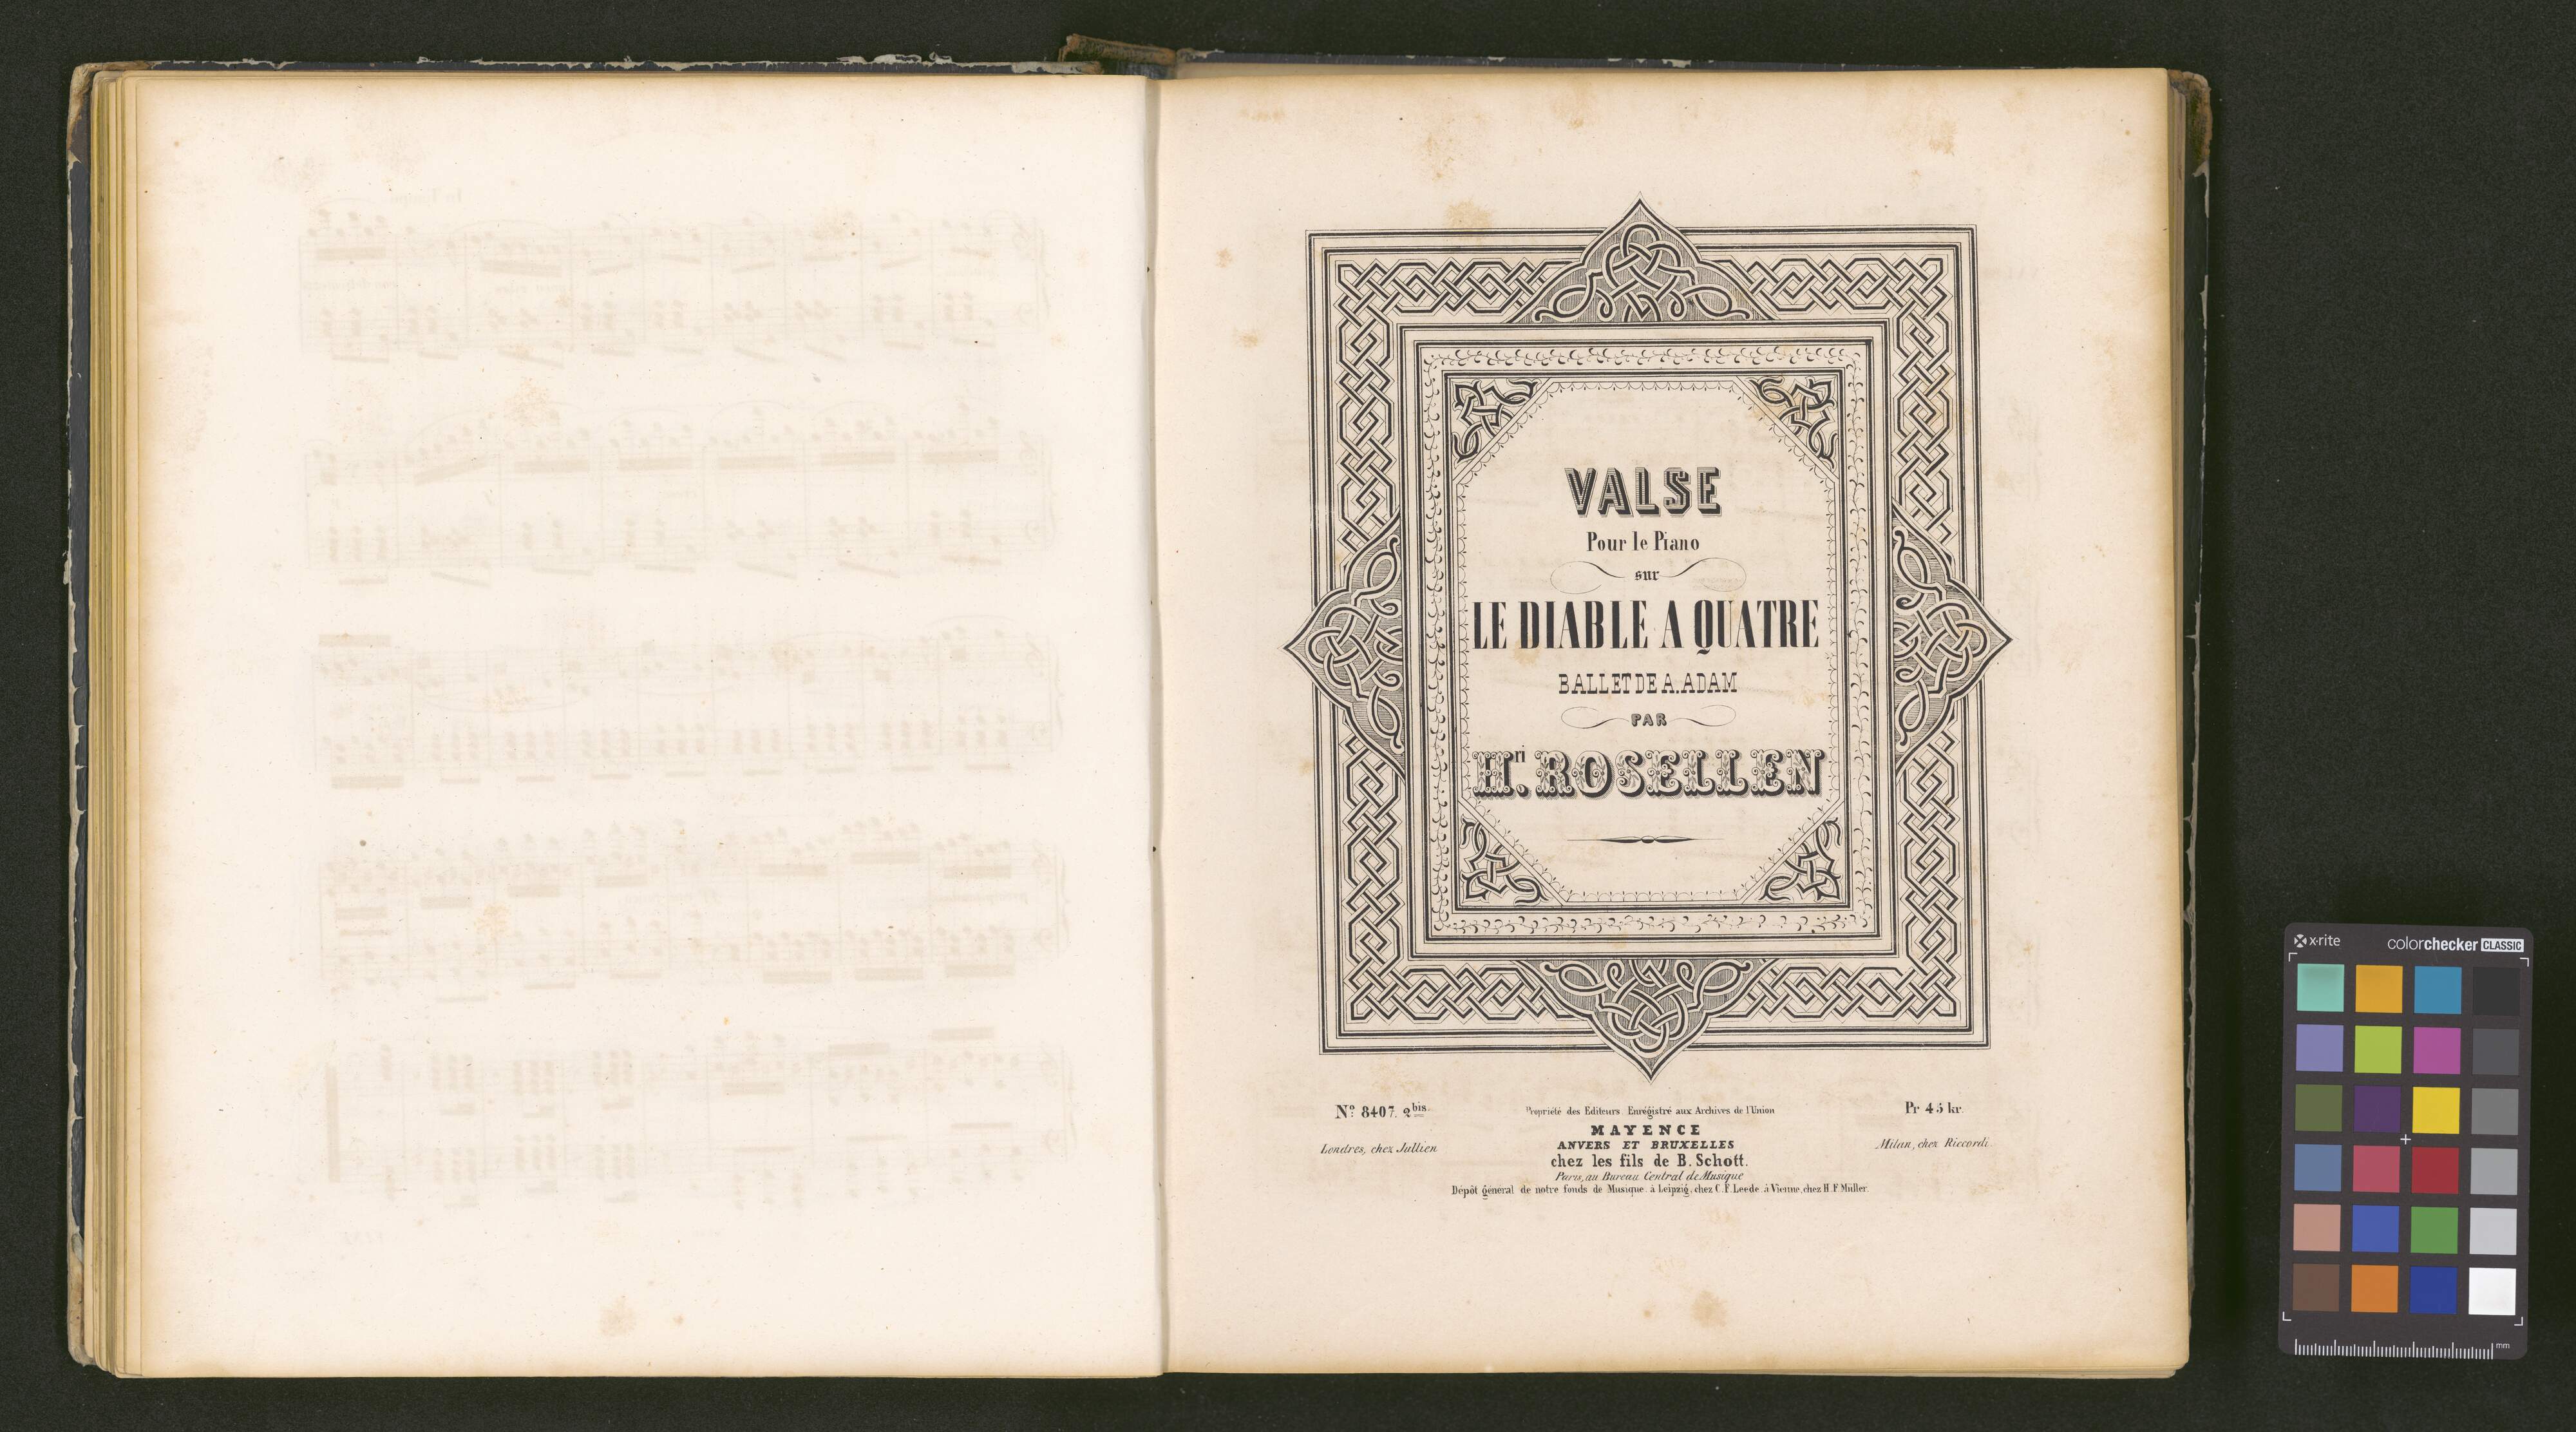 VALSE
Pour le Piano
sur
LE DIABLE A QUATRE
BALLET DE A. ADAM
PAR
Hri. ROSELLEN
No. 8407. 2bis.
Propriété des Editeurs. Enrégistré aux Archives de l'Union
Pr 45 kr.
MAYENCE
ANVERS ET BRUXELLES
Londres, chez Jullien
Milan, chez Riccordi.
chez les fils de B. Schott.
Paris, au Bureau Central de Musique
Dépôt général de notre fonds de Musique. à Leipzig, chez C. F. Leede. à Vienne, chez H. F. Müller.
x-rite colorchecker CLASSIC
mm